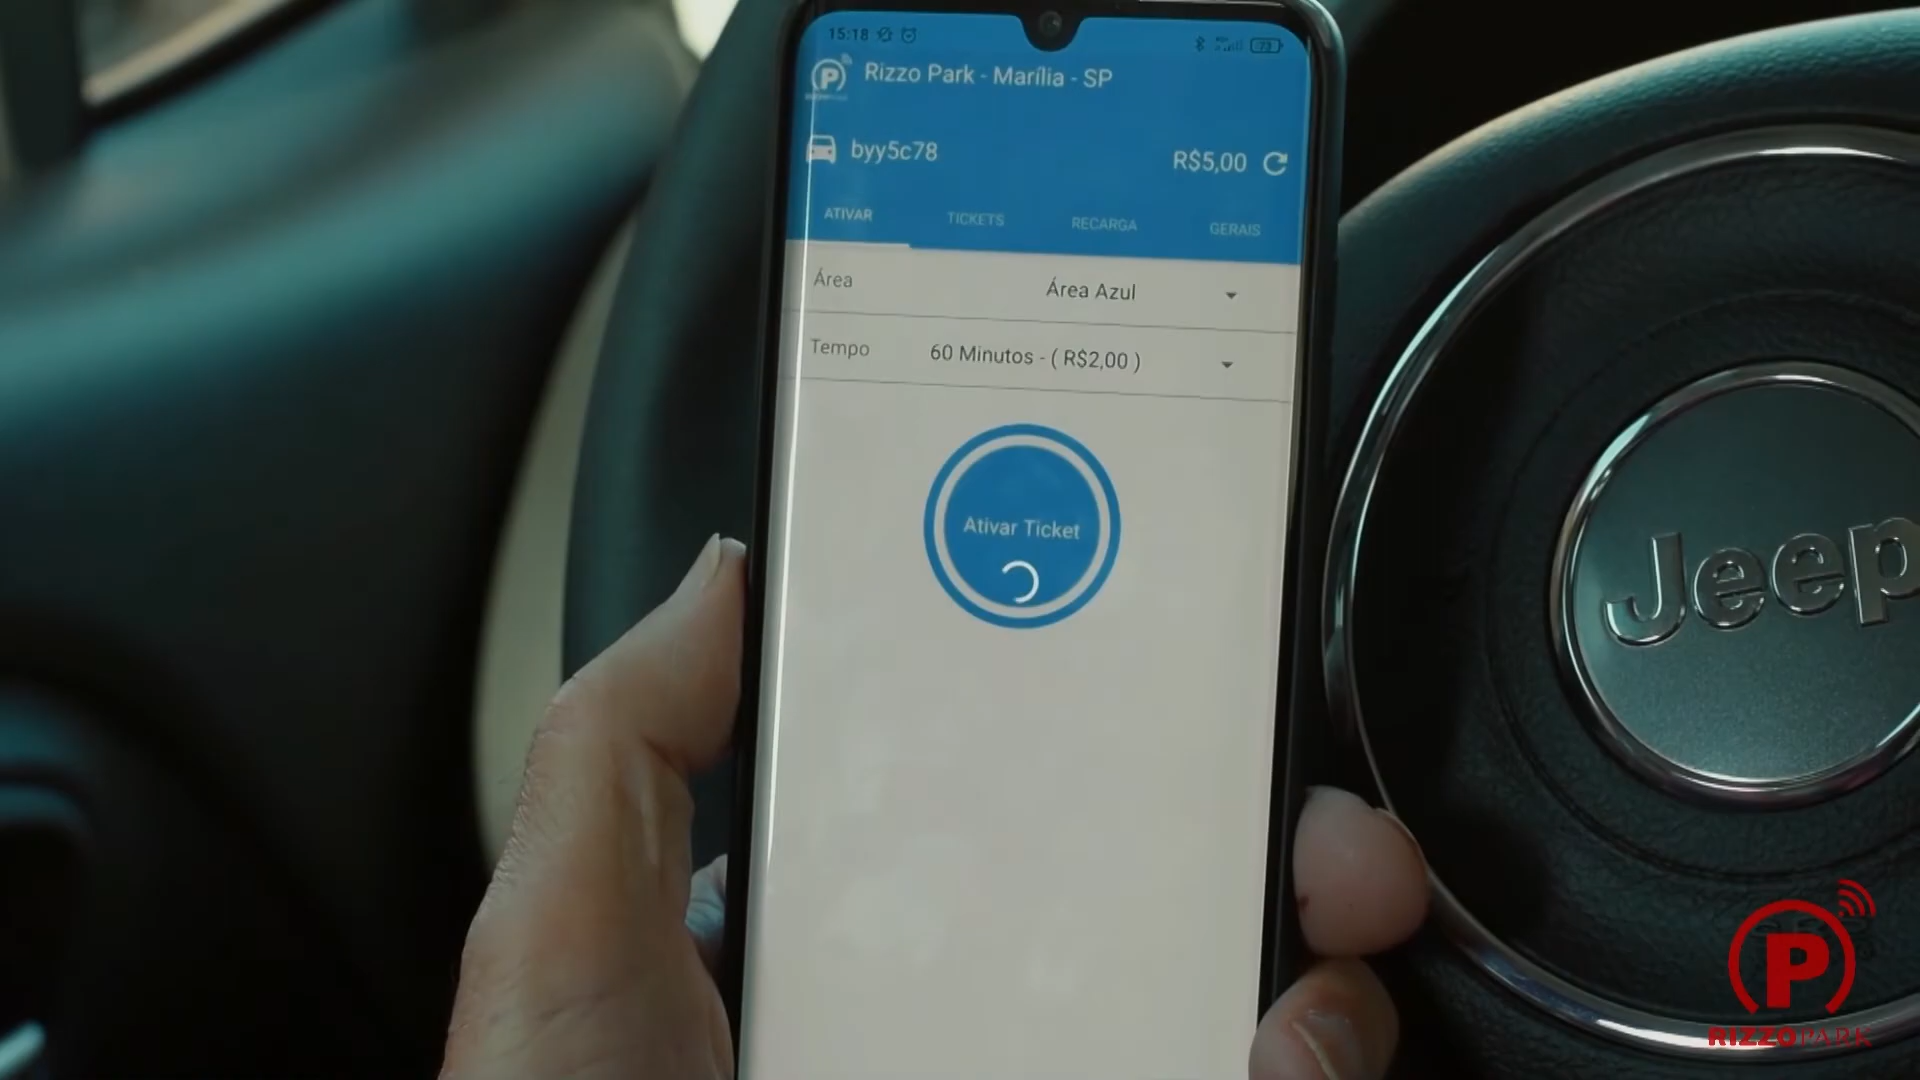 15:18
73
Rizzo Park - Marília - SP
byy5c78
R$5,00
ATIVAR TICKETS RECARGA GERAIS
Área Área Azul
Tempo 60 Minutos - ( R$2,00 )
Ativar Ticket
Jeep
P
RIZZOPARK